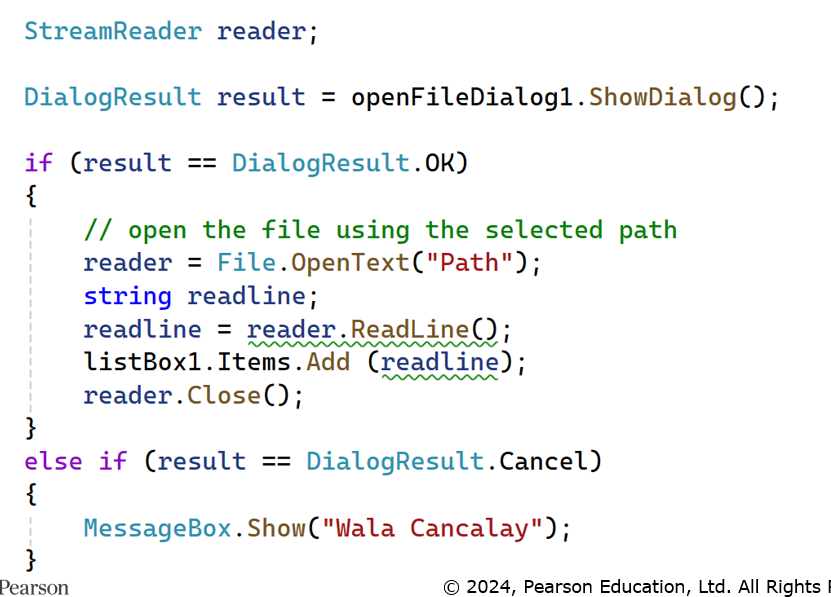 StreamReader reader;
DialogResult result = openFileDialog1.ShowDialog();
if (result == DialogResult.OK)
{
// open the file using the selected path
reader = File.OpenText("Path");
string readline;
readline = reader.ReadLine();
listBox1.Items.Add (readline);
reader.Close();
}
else if (result == DialogResult.Cancel)
{
MessageBox.Show("Wala Cancalay");
}
Pearson
© 2024, Pearson Education, Ltd. All Rights